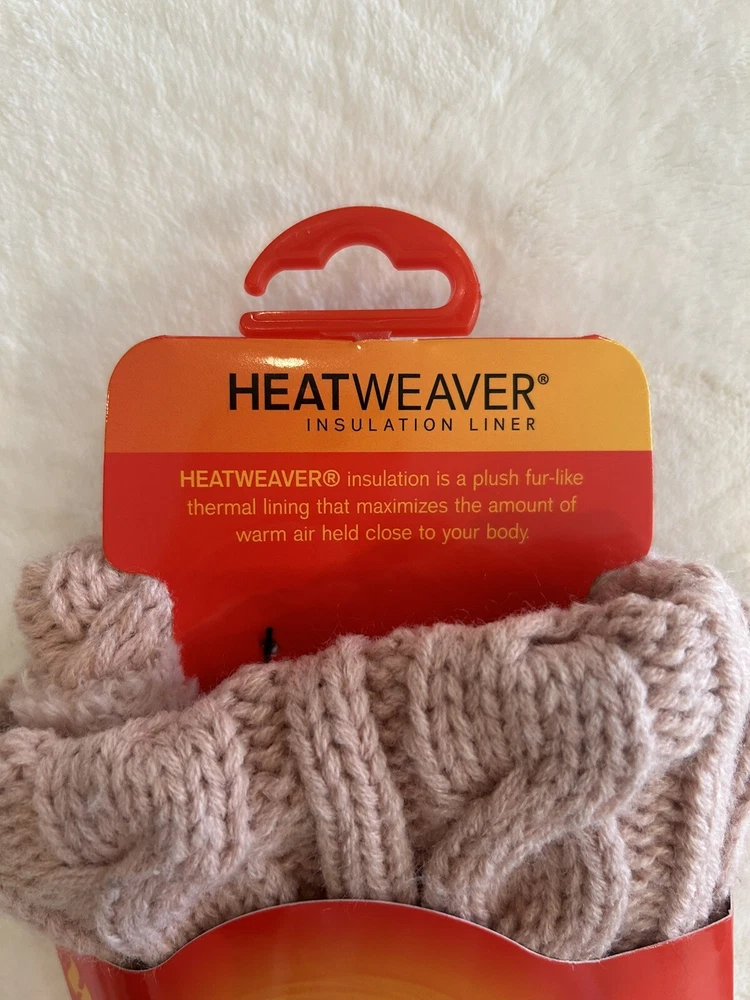 HEATWEAVER®
INSULATION LINER
HEATWEAVER® insulation is a plush fur-like
thermal lining that maximizes the amount of
warm air held close to your body.